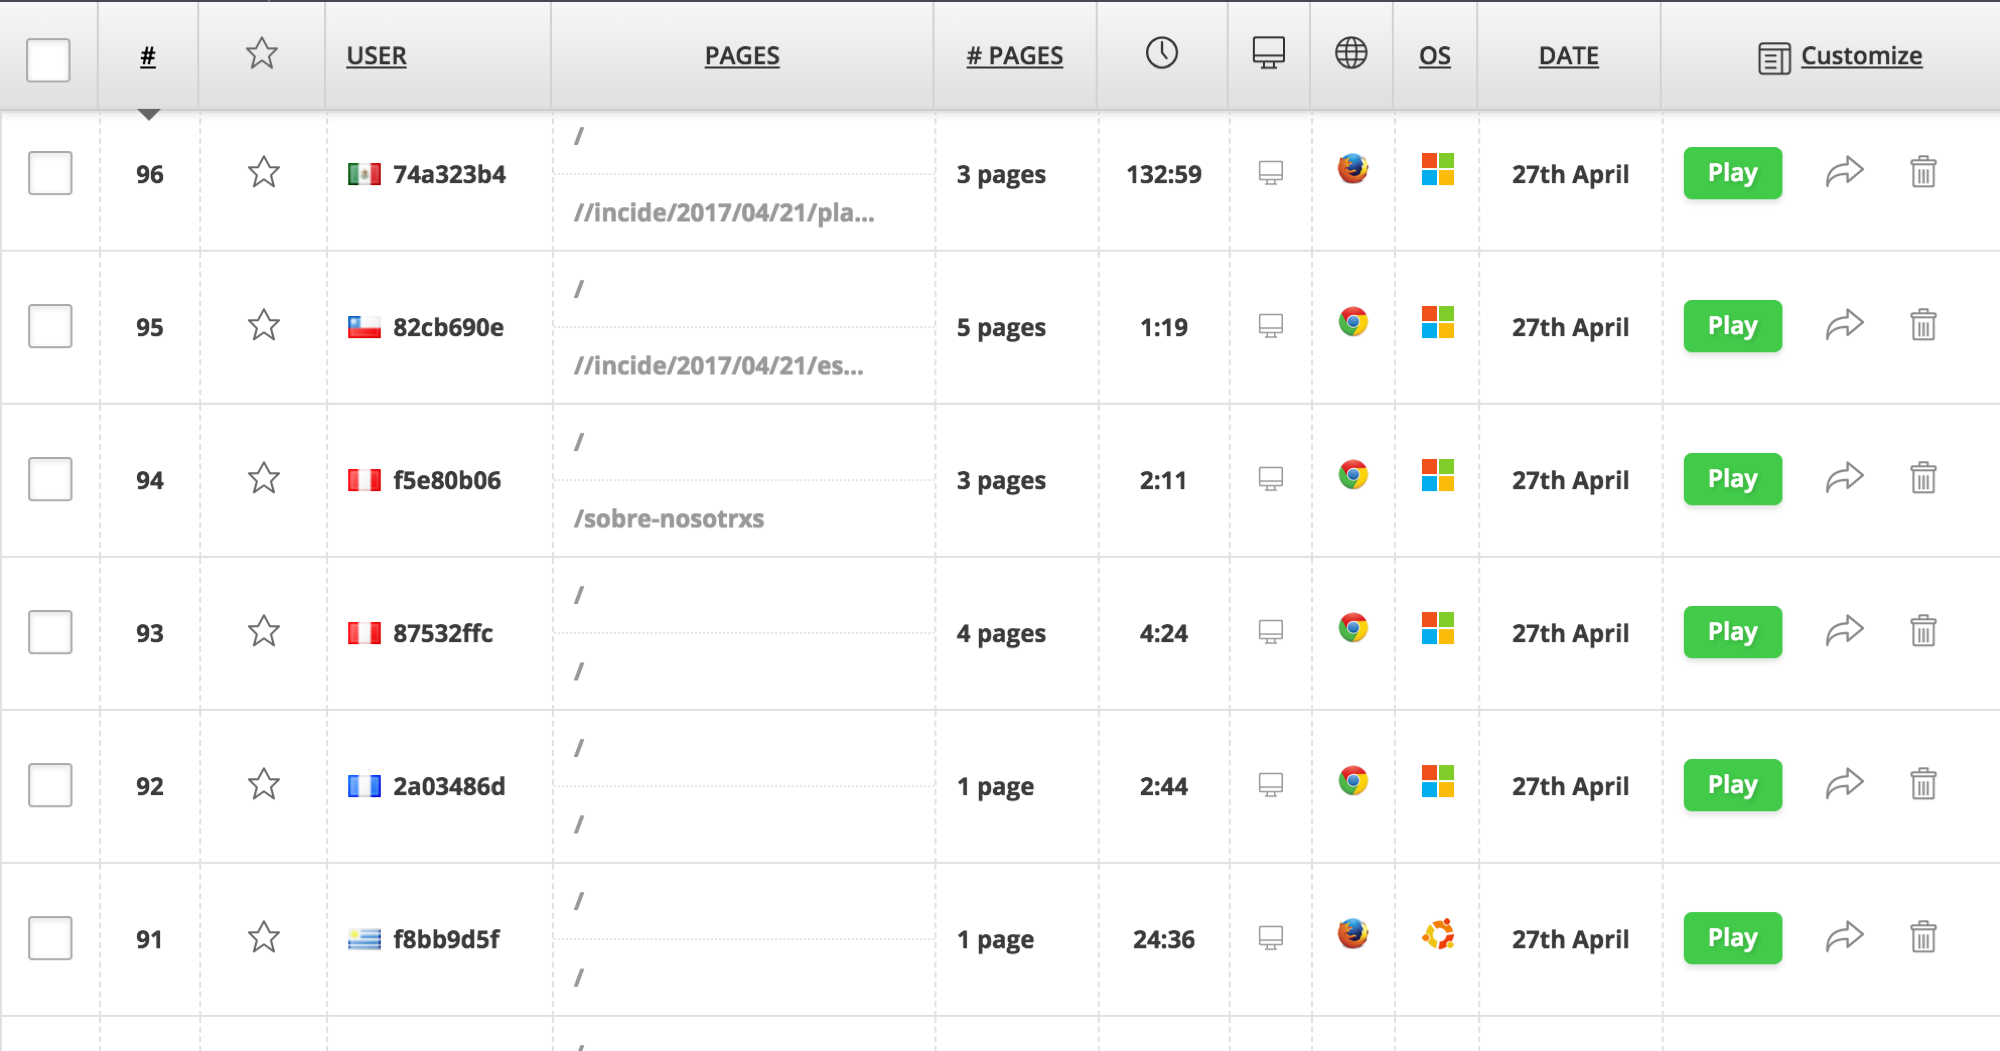 # USER PAGES # PAGES OS DATE Customize
/
96 74a323b4 3 pages 132:59 27th April Play
//incide/2017/04/21/pla...
/
95 82cb690e 5 pages 1:19 27th April Play
//incide/2017/04/21/es...
/
94 f5e80b06 3 pages 2:11 27th April Play
/sobre-nosotrxs
/
93 87532ffc 4 pages 4:24 27th April Play
/
/
92 2a03486d 1 page 2:44 27th April Play
/
/
91 f8bb9d5f 1 page 24:36 27th April Play
/
/